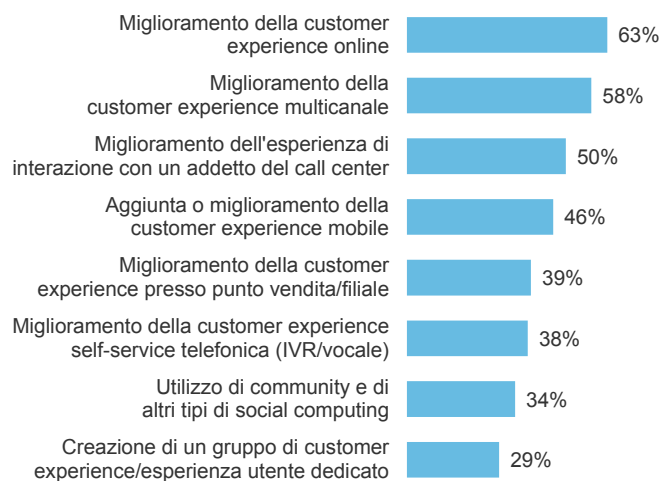 Miglioramento della customer
experience online
63%
Miglioramento della
customer experience multicanale
58%
Miglioramento dell'esperienza di
interazione con un addetto del call center
50%
Aggiunta o miglioramento della
customer experience mobile
46%
Miglioramento della customer
experience presso punto vendita/filiale
39%
Miglioramento della customer experience
self-service telefonica (IVR/vocale)
38%
Utilizzo di community e di
altri tipi di social computing
34%
Creazione di un gruppo di customer
experience/esperienza utente dedicato
29%